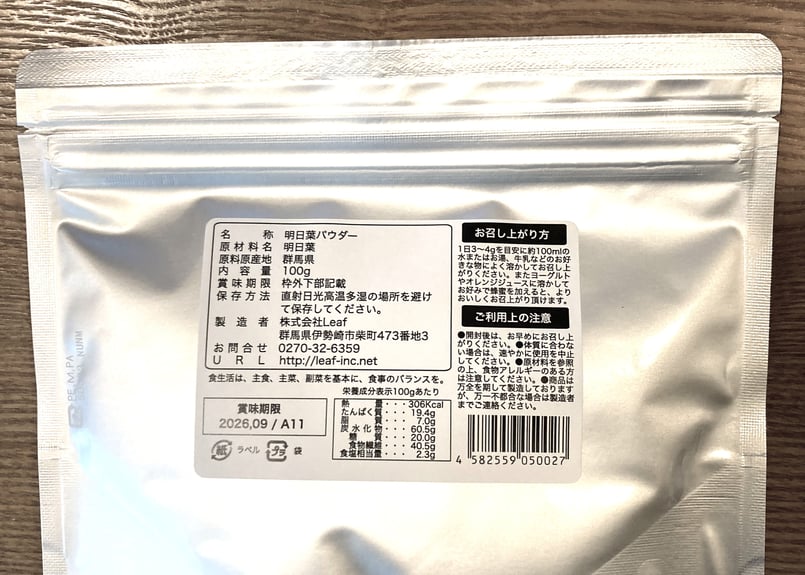 名称 明日葉パウダー
原材料名 明日葉
原料原産地 群馬県
内容量 100g
賞味期限 枠外下部記載
保存方法 直射日光高温多湿の場所を避け
て保存してください。
製造者 株式会社Leaf
群馬県伊勢崎市柴町473番地3
お問合せ 0270-32-6359
URL http://leaf-inc.net
食生活は、主食、主菜、副菜を基本に、食事のバランスを。
賞味期限
2026,09 / A11
紙 ラベル プラ 袋
栄養成分表示100gあたり
熱量・・・306Kcal
たんぱく質・・・19.4g
脂質・・・7.0g
炭水化物・・・60.5g
糖質・・・20.0g
食物繊維・・・40.5g
食塩相当量・・・2.3g
お召し上がり方
1日3〜4gを目安に約100mlの
水またはお湯、牛乳などのお好
きな物によく溶かしてお召し上
がりください。またヨーグルト
やオレンジジュースに溶かして
お好みで蜂蜜を加えると、より
おいしくお召上がり頂けます。
ご利用上の注意
●開封後は、お早めにお召し上
がりください。●体質に合わな
い場合は、速やかに使用を中止
してください。●原材料を参照
の上、食物アレルギーのある方
は注意してください。●商品は
万全を期して製造しております
が、万一不都合な場合は製造者
までご連絡ください。
4 582559 050027